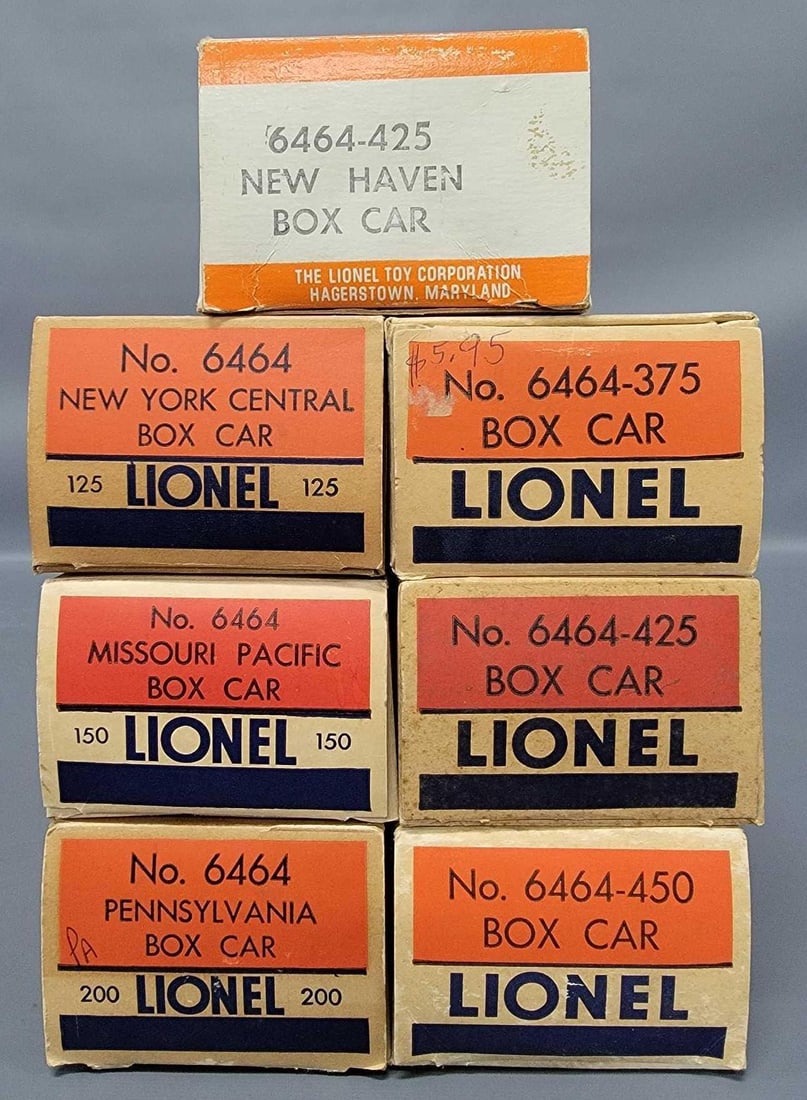 6464-425
NEW HAVEN
BOX CAR
THE LIONEL TOY CORPORATION
HAGERSTOWN, MARYLAND
No. 6464
NEW YORK CENTRAL
BOX CAR
125 LIONEL 125
$5.95
No. 6464-375
BOX CAR
LIONEL
No. 6464
MISSOURI PACIFIC
BOX CAR
150 LIONEL 150
No. 6464-425
BOX CAR
LIONEL
No. 6464
PENNSYLVANIA
PA
BOX CAR
200 LIONEL 200
No. 6464-450
BOX CAR
LIONEL